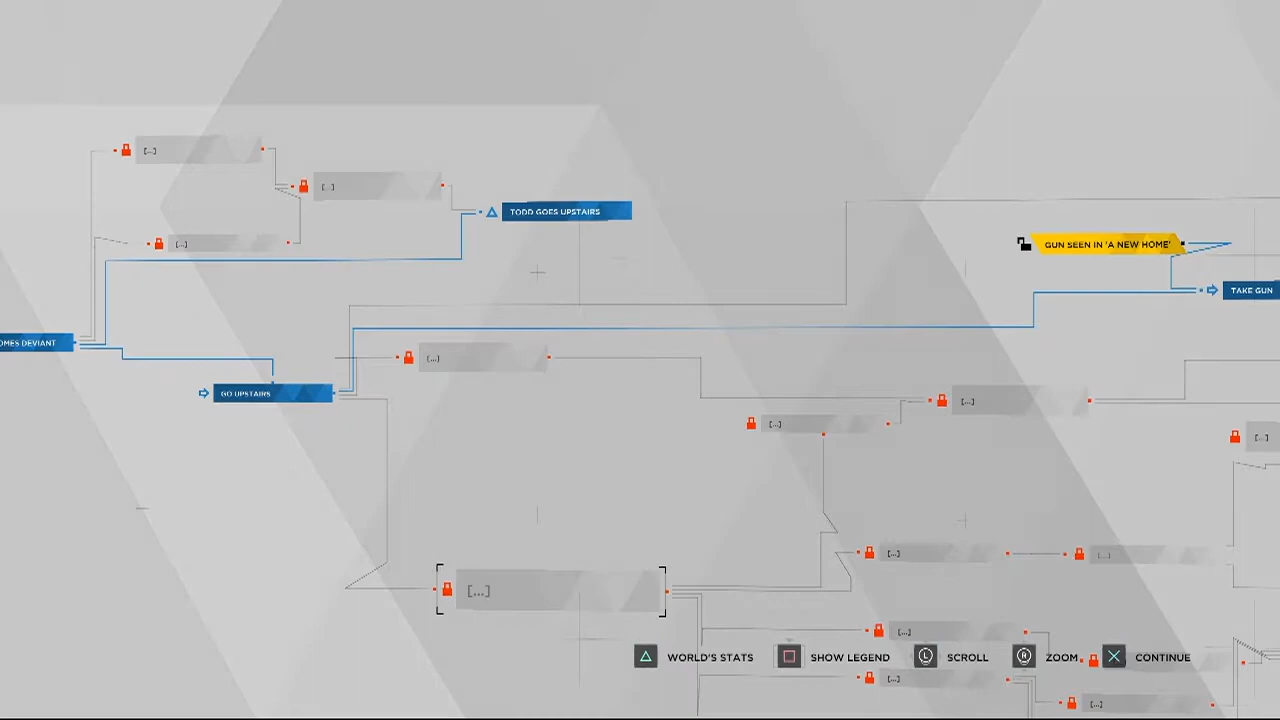 [...]
[...]
TODD GOES UPSTAIRS
[...]
GUN SEEN IN 'A NEW HOME'
TAKE GUN
OMES DEVIANT
[...]
GO UPSTAIRS
[...]
[...]
[...]
[...]
[...]
[...]
[...]
WORLD'S STATS
SHOW LEGEND
L
SCROLL
R
ZOOM
CONTINUE
[...]
[...]